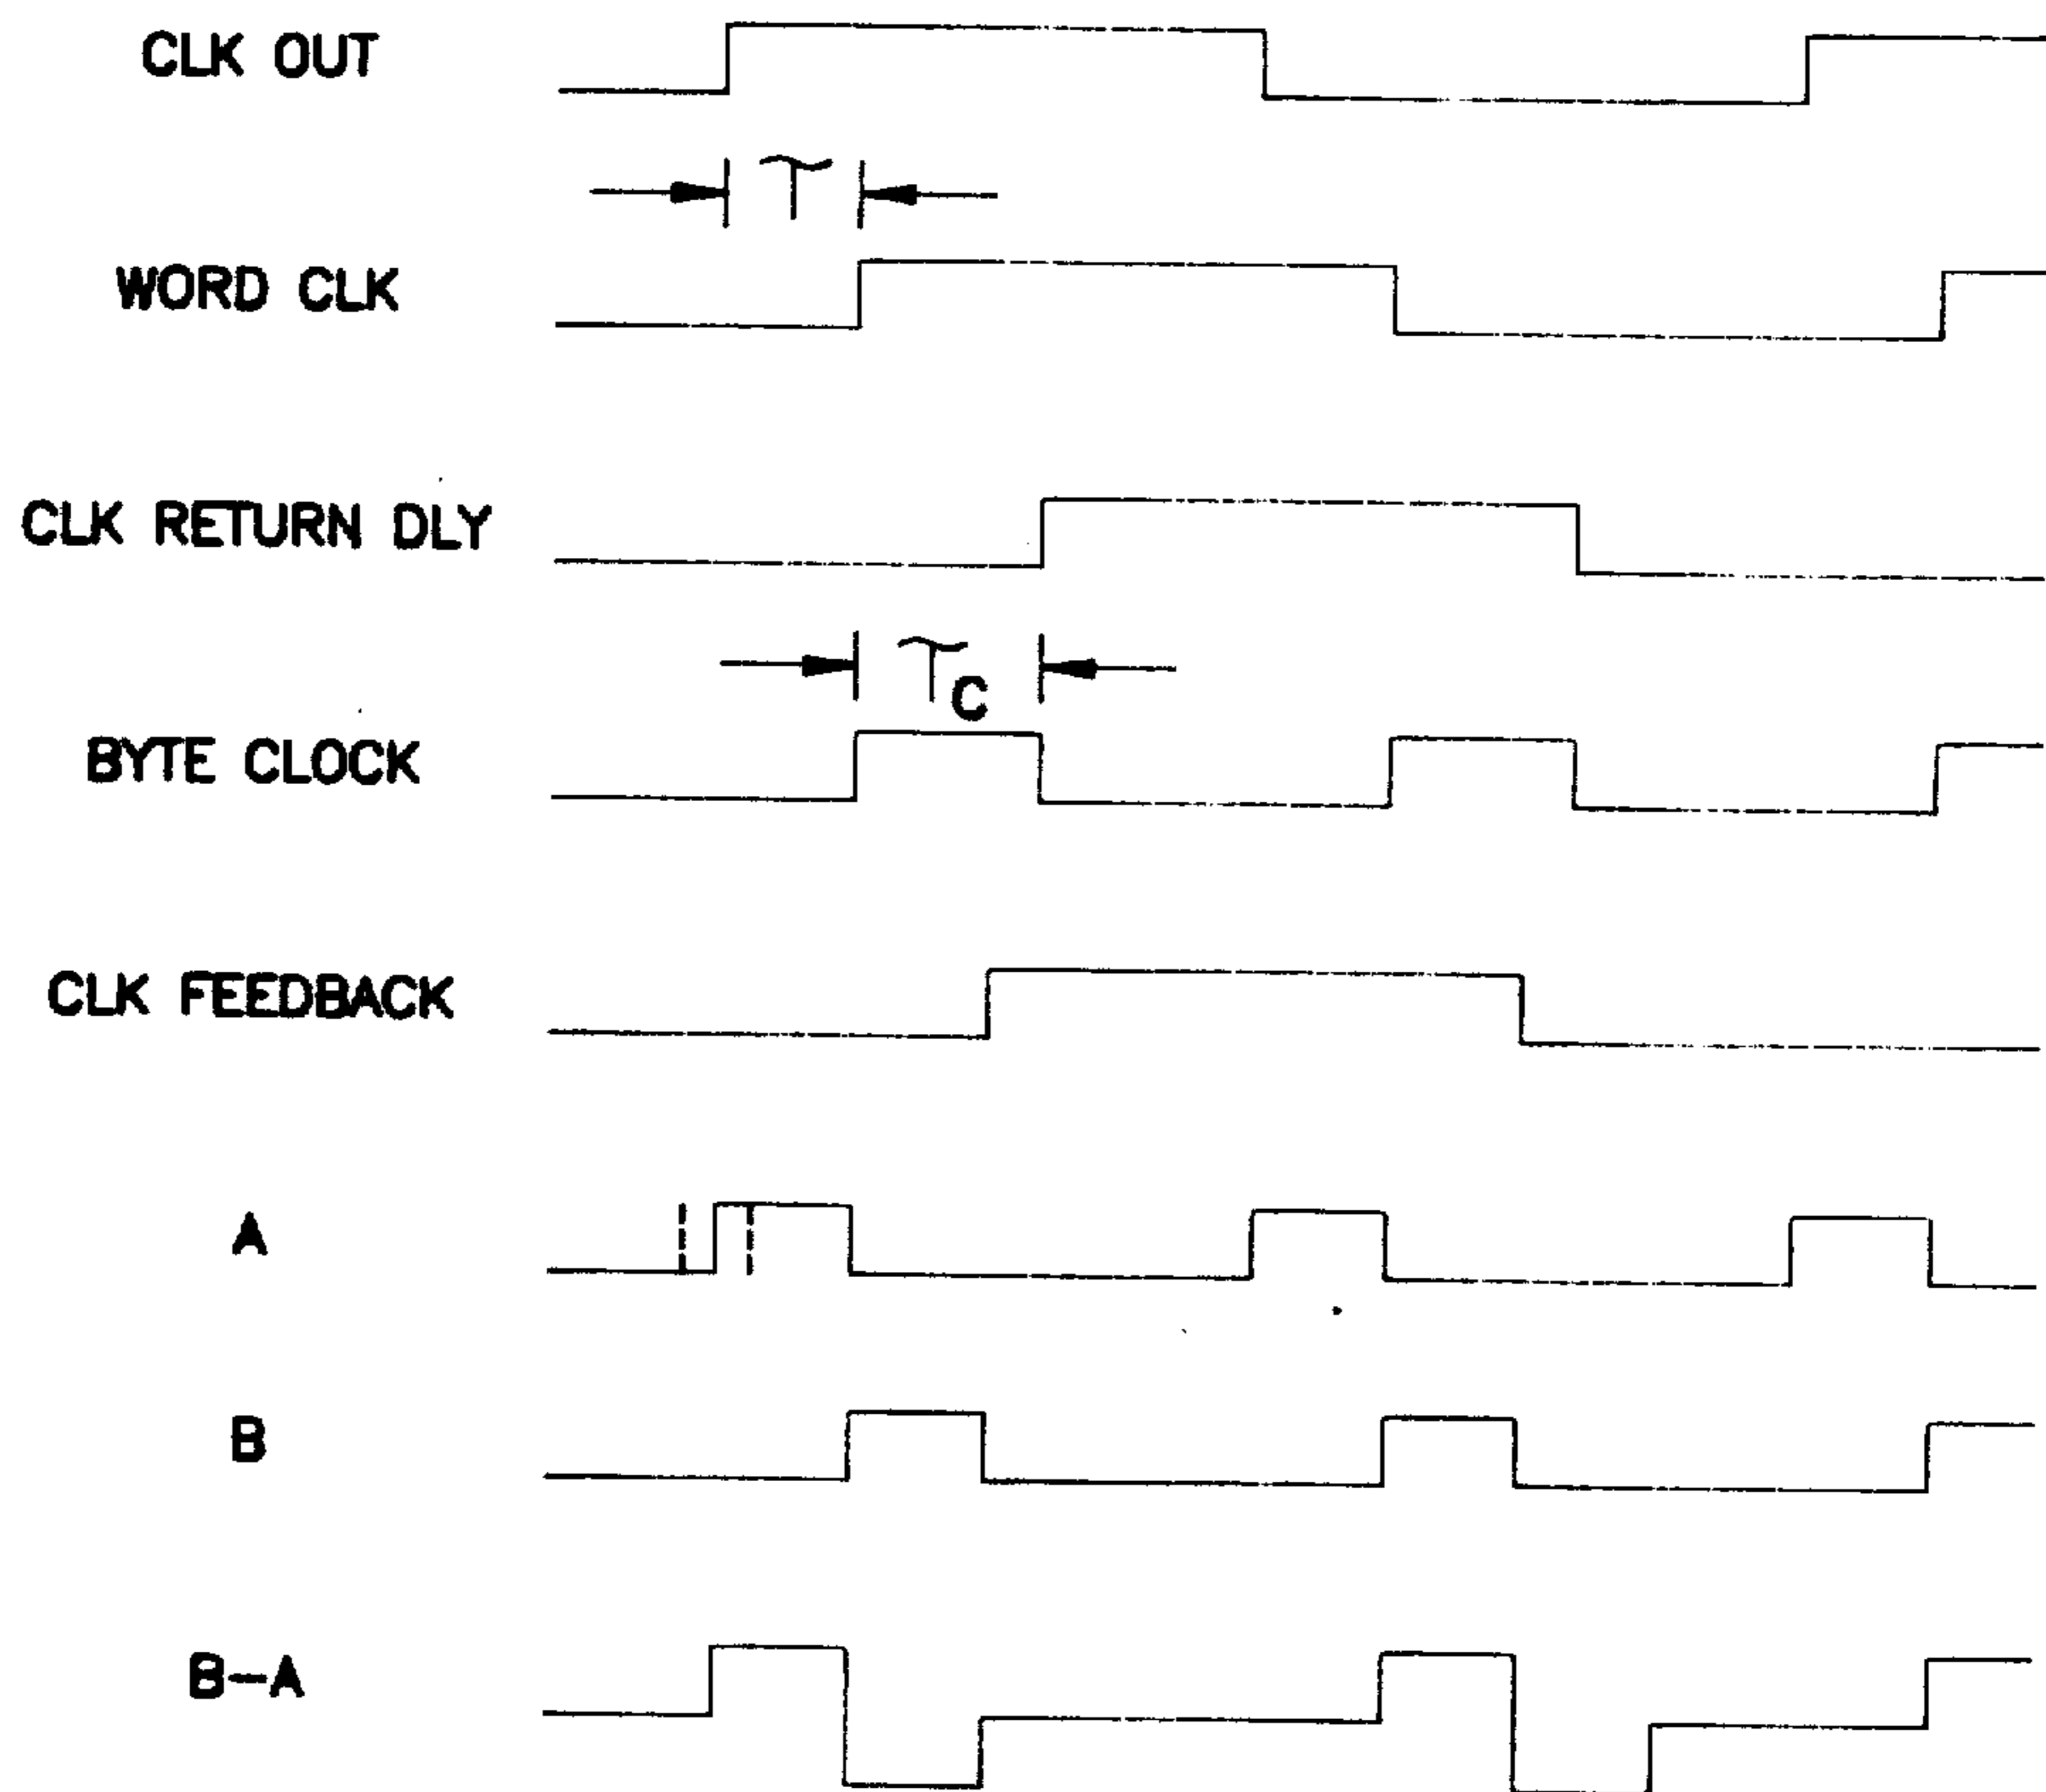 CLK OUT
τ
WORD CLK
CLK RETURN DLY
τC
BYTE CLOCK
CLK FEEDBACK
A
B
B-A